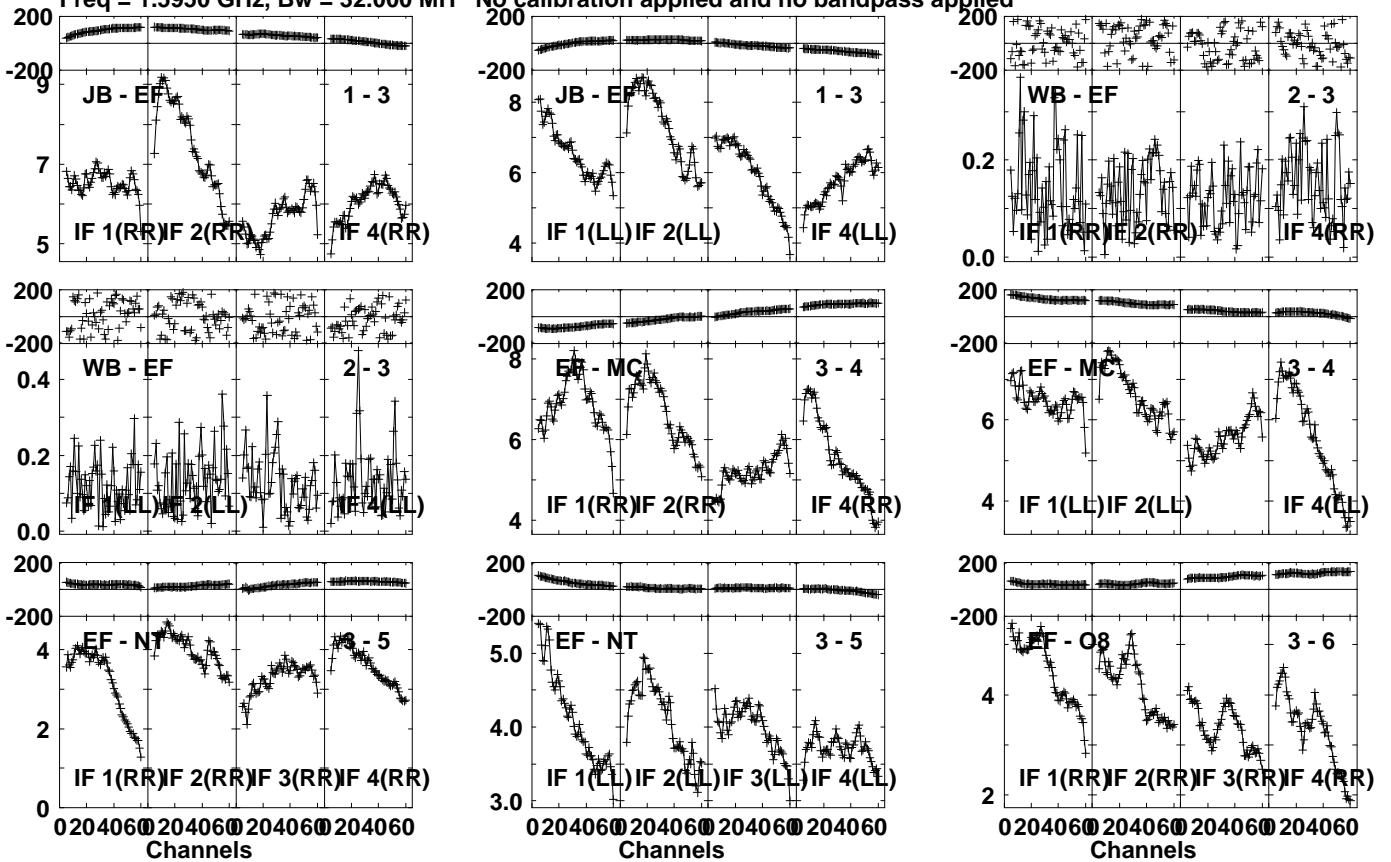 Freq = 1.5950 GHz, Bw = 32.000 MH No calibration applied and no bandpass applied
200
-200
9
7
5
JB - EF
1 - 3
IF 1(RR)
IF 2(RR)
IF 4(RR)
8
6
4
JB - EF
1 - 3
IF 1(LL)
IF 2(LL)
IF 4(LL)
200
-200
0.2
0.0
WB - EF
2 - 3
IF 1(RR)
IF 2(RR)
IF 4(RR)
200
-200
0.4
0.2
0.0
WB - EF
2 - 3
IF 1(LL)
IF 2(LL)
IF 4(LL)
200
-200
8
6
4
EF - MC
3 - 4
IF 1(RR)
IF 2(RR)
IF 4(RR)
200
-200
6
4
EF - MC
3 - 4
IF 1(LL)
IF 2(LL)
IF 4(LL)
200
-200
4
2
0
EF - NT
3 - 5
IF 1(RR)
IF 2(RR)
IF 3(RR)
IF 4(RR)
0 20 40 60 0 20 40 60 0 20 40 60 0 20 40 60
Channels
200
-200
5.0
4.0
3.0
EF - NT
3 - 5
IF 1(LL)
IF 2(LL)
IF 3(LL)
IF 4(LL)
0 20 40 60 0 20 40 60 0 20 40 60 0 20 40 60
Channels
200
-200
4
2
EF - O8
3 - 6
IF 1(RR)
IF 2(RR)
IF 3(RR)
IF 4(RR)
0 20 40 60 0 20 40 60 0 20 40 60 0 20 40 60
Channels